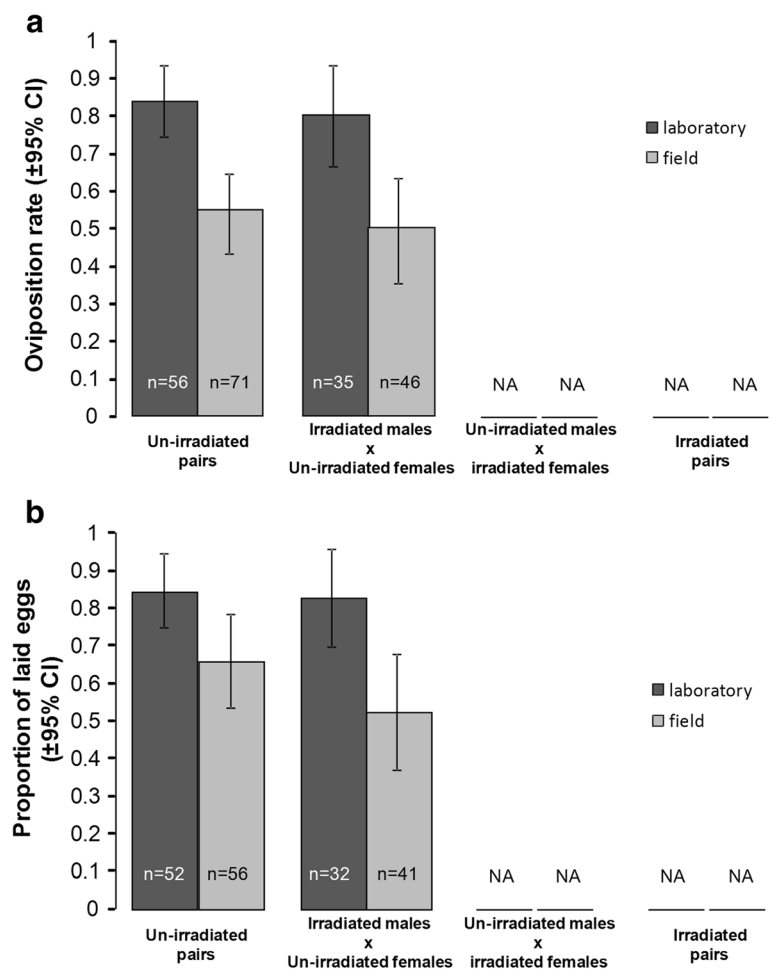 a
Oviposition rate (±95% CI)
1
0.9
0.8
0.7
0.6
0.5
0.4
0.3
0.2
0.1
0
laboratory
field
n=56
n=71
n=35
n=46
NA
NA
NA
NA
Un-irradiated
pairs
Irradiated males
x
Un-irradiated females
Un-irradiated males
x
irradiated females
Irradiated
pairs
b
Proportion of laid eggs
(±95% CI)
1
0.9
0.8
0.7
0.6
0.5
0.4
0.3
0.2
0.1
0
laboratory
field
n=52
n=56
n=32
n=41
NA
NA
NA
NA
Un-irradiated
pairs
Irradiated males
x
Un-irradiated females
Un-irradiated males
x
irradiated females
Irradiated
pairs